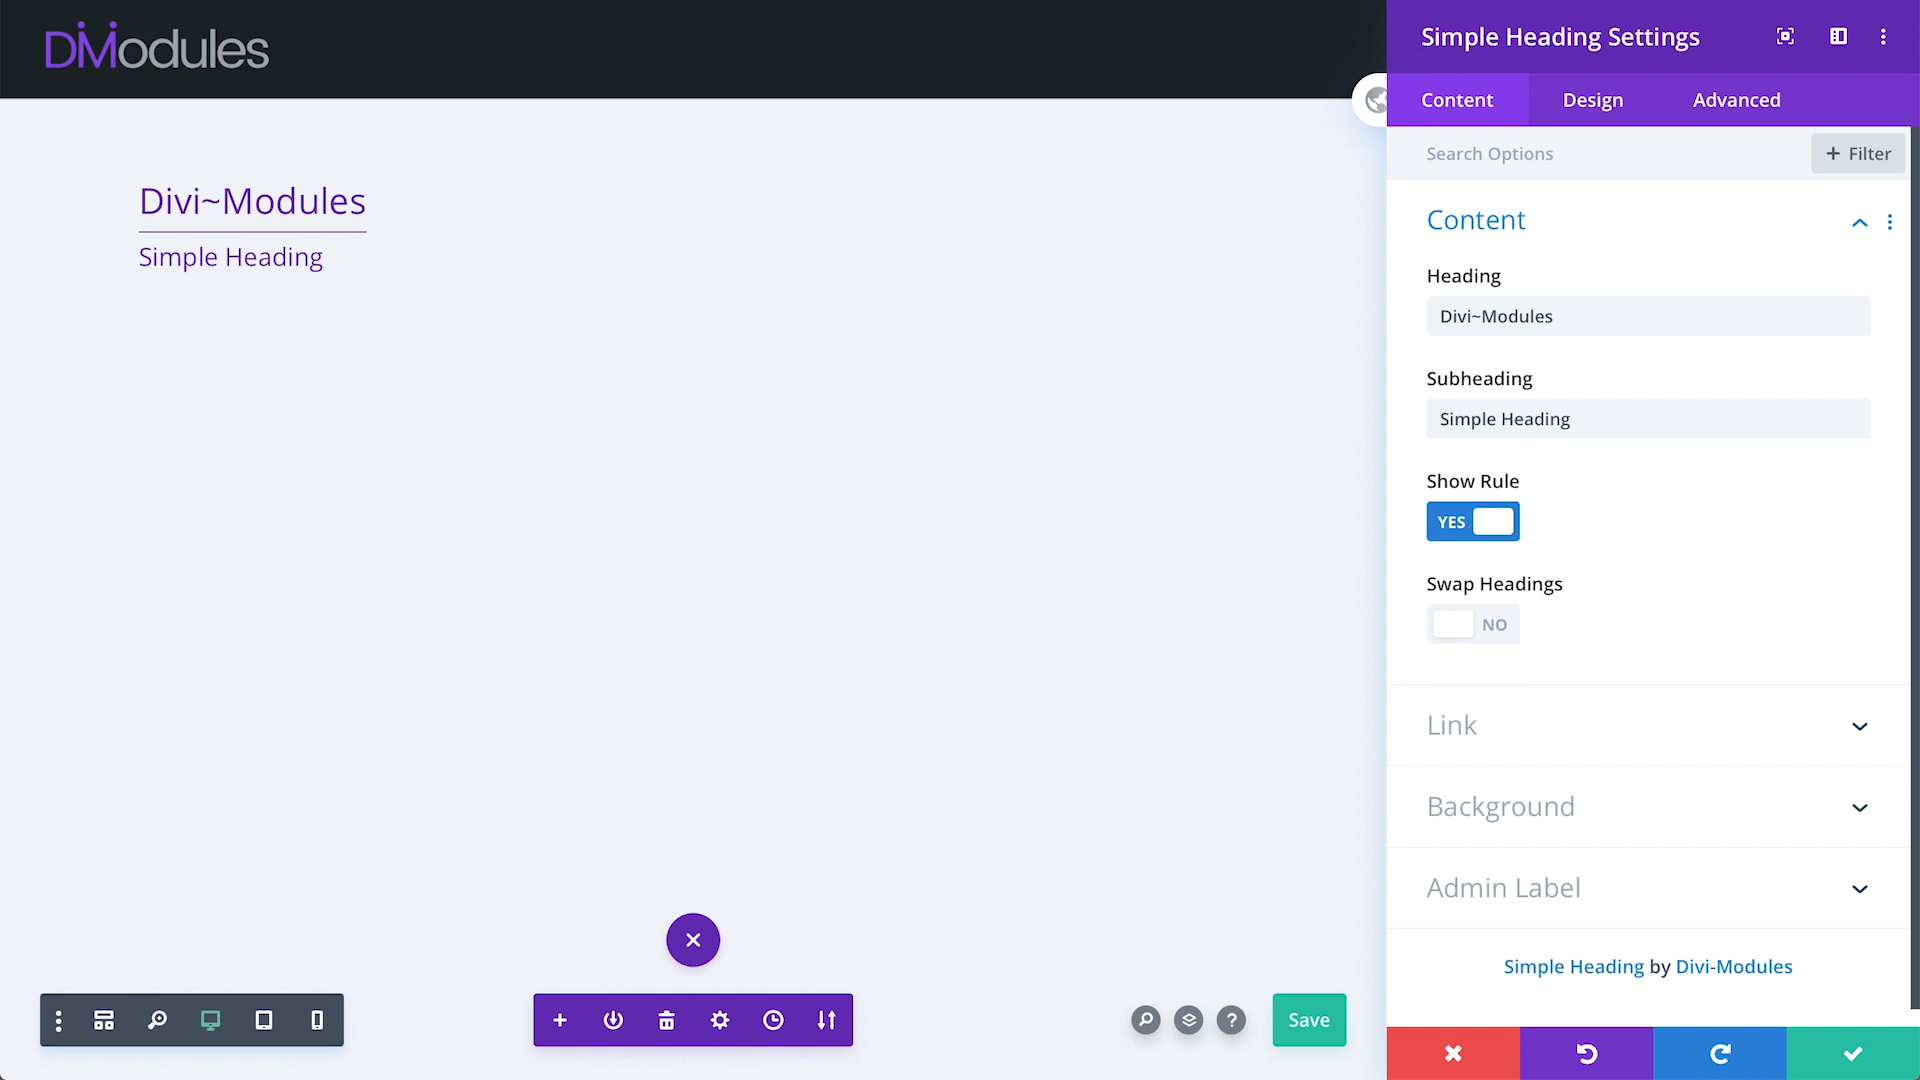 DiModules
Divi~Modules
Simple Heading
Save
Simple Heading Settings
Content
Design
Advanced
Search Options
+ Filter
Content
Heading
Divi~Modules
Subheading
Simple Heading
Show Rule
YES
Swap Headings
NO
Link
Background
Admin Label
Simple Heading by Divi-Modules